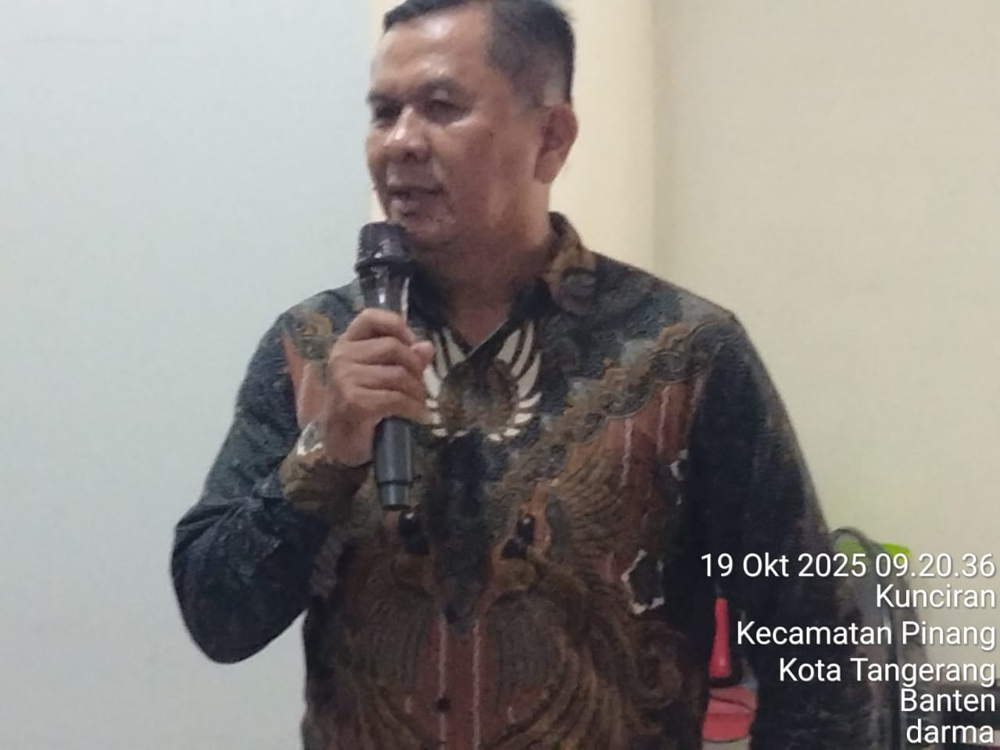 19 Okt 2025 09.20.36
Kunciran
Kecamatan Pinang
Kota Tangerang
Banten
darma